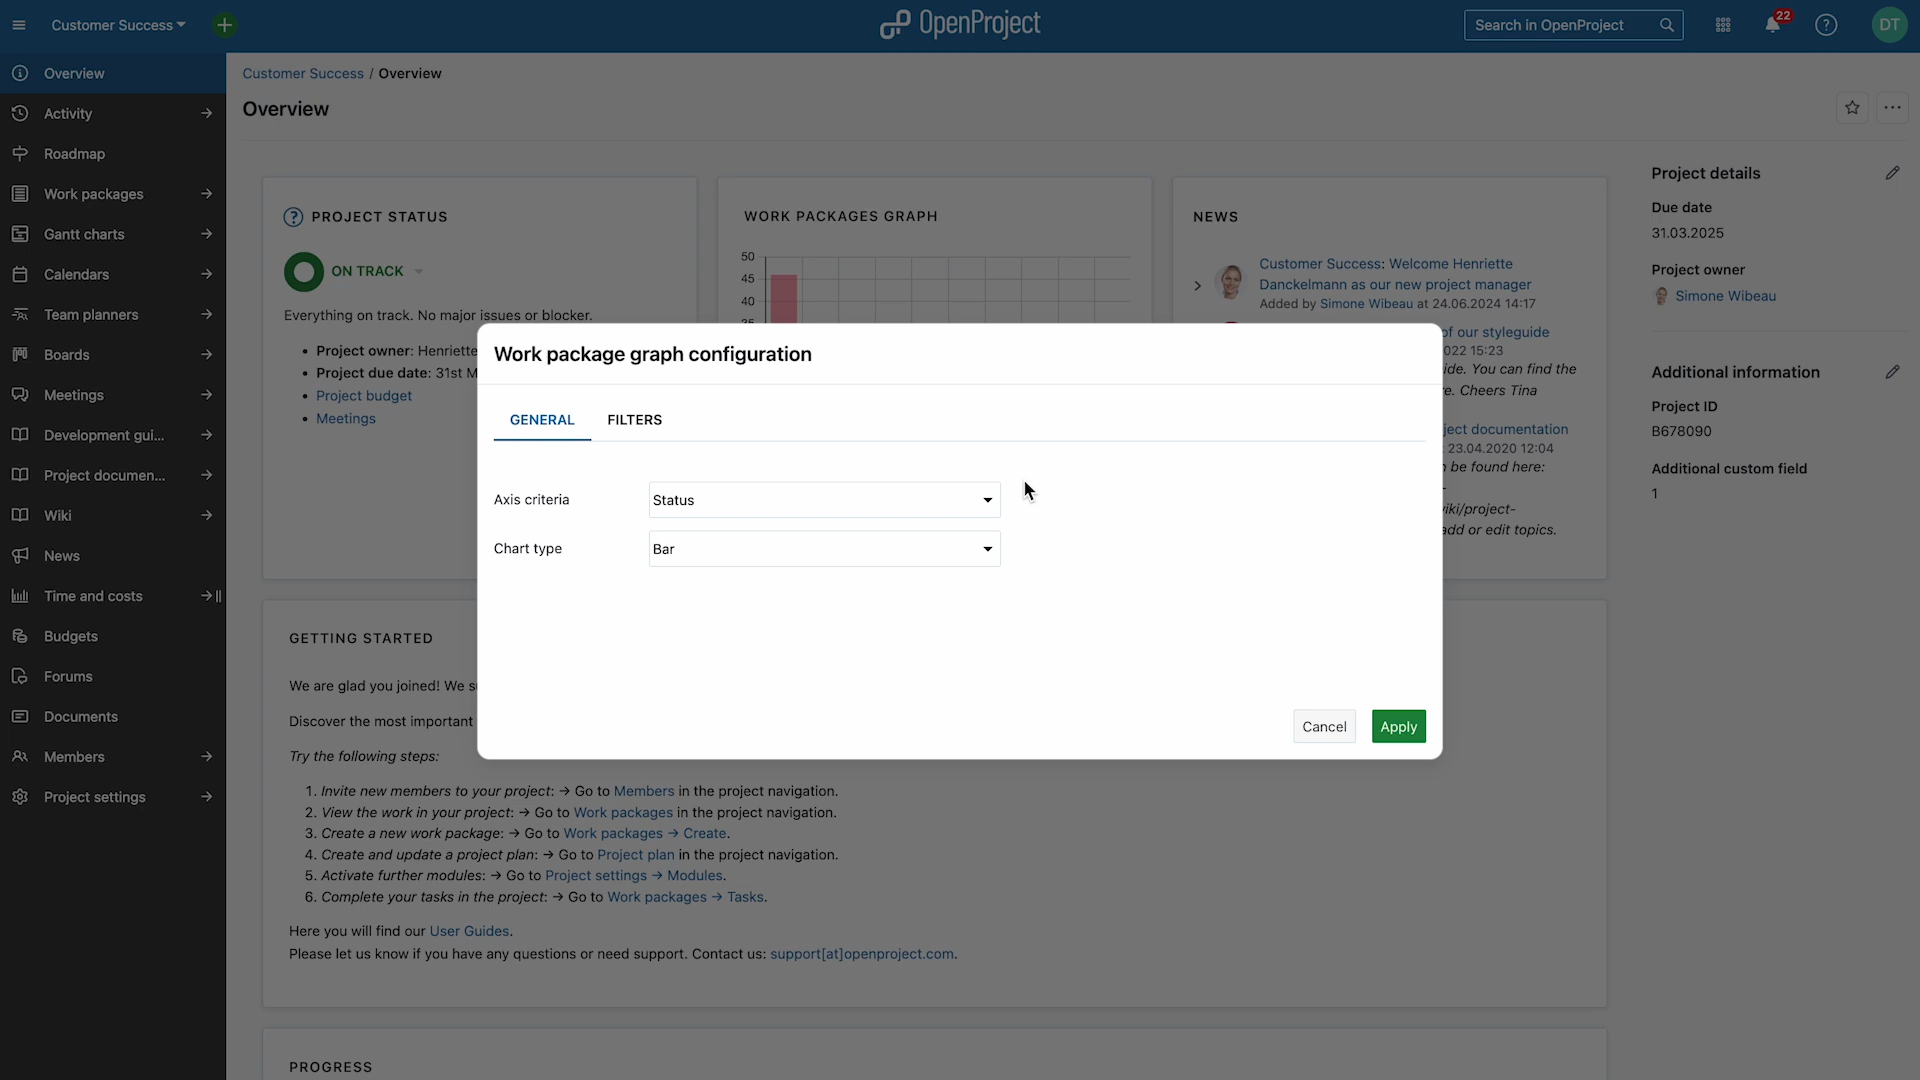 Customer Success
OpenProject
Search in OpenProject
22
DT
Overview
Activity
Roadmap
Work packages
Gantt charts
Calendars
Team planners
Boards
Meetings
Development gui...
Project documen...
Wiki
News
Time and costs
Budgets
Forums
Documents
Members
Project settings
Customer Success / Overview
Overview
PROJECT STATUS
ON TRACK
Everything on track. No major issues or blocker.
• Project owner: Henriette
• Project due date: 31st M
• Project budget
• Meetings
WORK PACKAGES GRAPH
50
45
40
35
NEWS
Customer Success: Welcome Henriette
Danckelmann as our new project manager
Added by Simone Wibeau at 24.06.2024 14:17
of our styleguide
022 15:23
ide. You can find the
e. Cheers Tina
ject documentation
23.04.2020 12:04
n be found here:
-
viki/project-
add or edit topics.
Project details
Due date
31.03.2025
Project owner
Simone Wibeau
Additional information
Project ID
B678090
Additional custom field
1
Work package graph configuration
GENERAL
FILTERS
Axis criteria
Status
Chart type
Bar
Cancel
Apply
GETTING STARTED
We are glad you joined! We s
Discover the most important
Try the following steps:
1. Invite new members to your project: → Go to Members in the project navigation.
2. View the work in your project: → Go to Work packages in the project navigation.
3. Create a new work package: → Go to Work packages → Create.
4. Create and update a project plan: → Go to Project plan in the project navigation.
5. Activate further modules: → Go to Project settings → Modules.
6. Complete your tasks in the project: → Go to Work packages → Tasks.
Here you will find our User Guides.
Please let us know if you have any questions or need support. Contact us: support[at]openproject.com.
PROGRESS